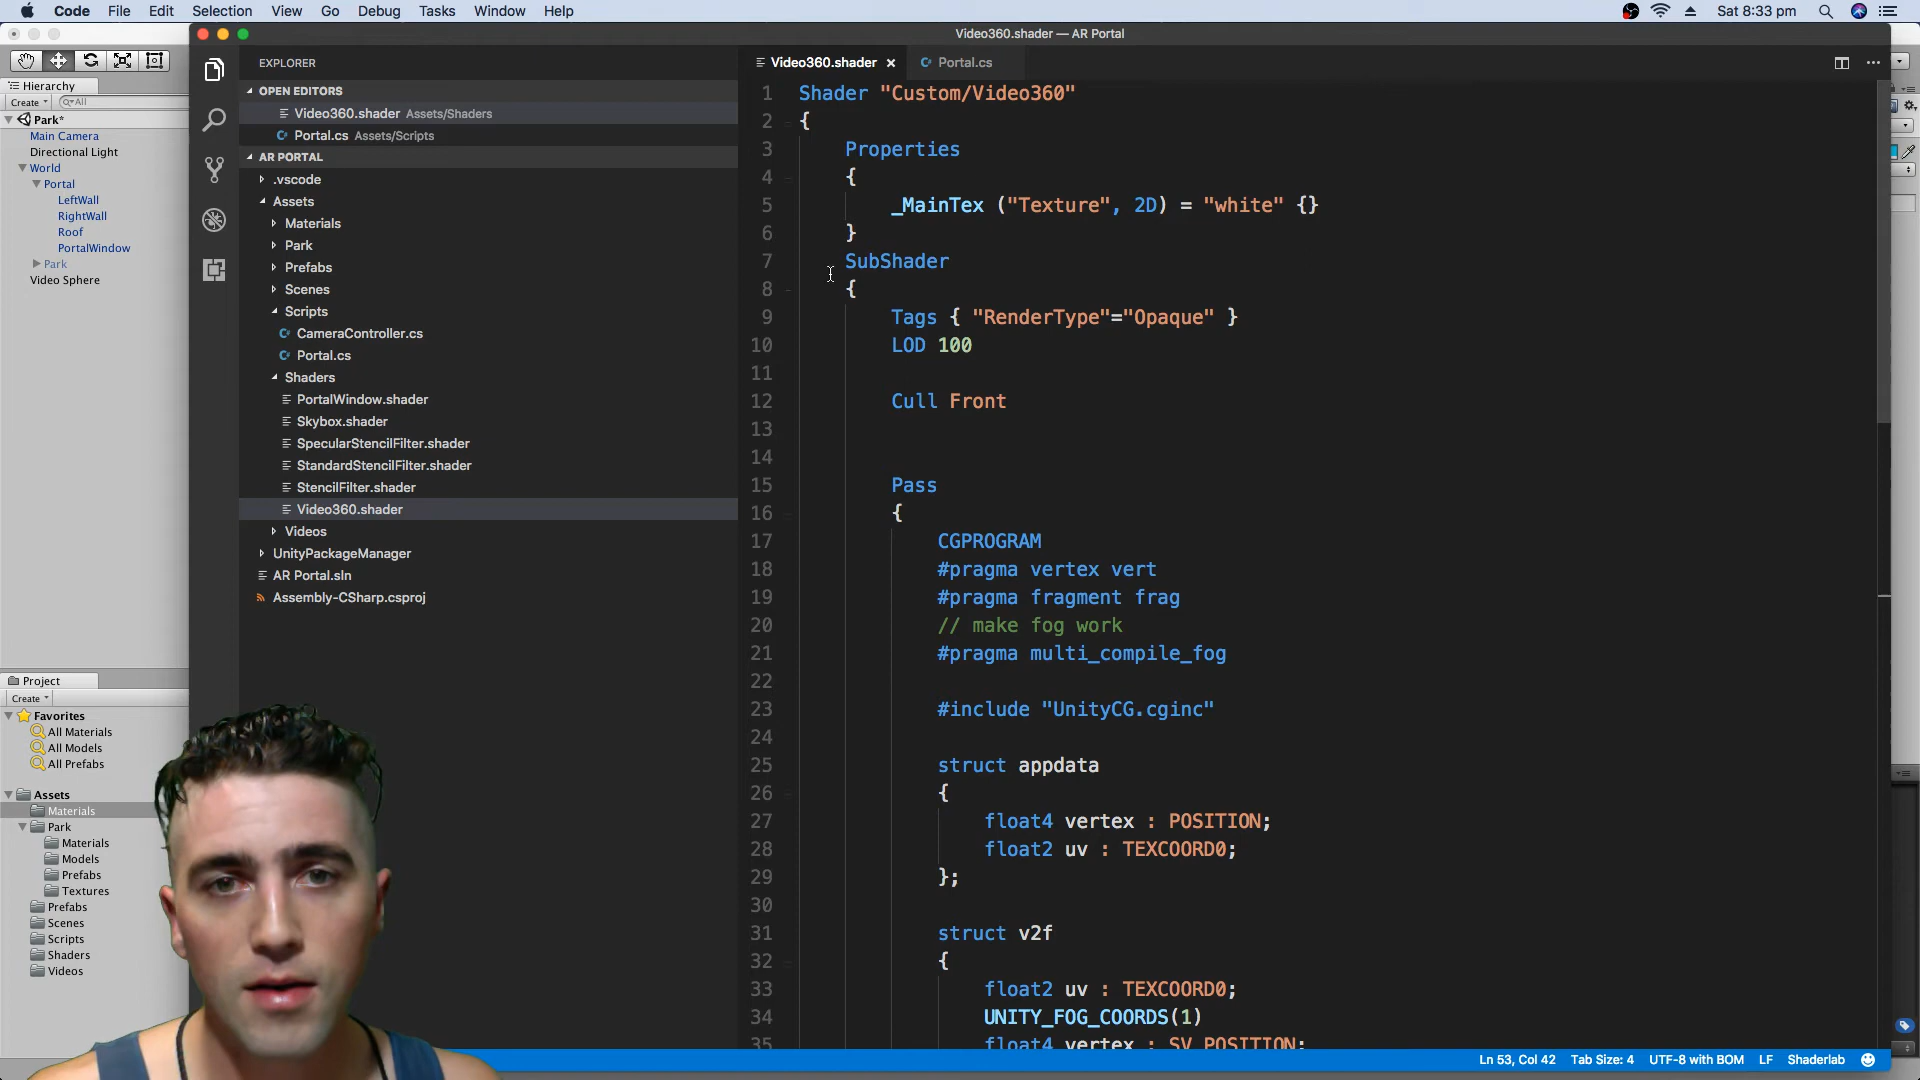 Code File Edit Selection View Go Debug Tasks Window Help
Sat 8:33 pm
Video360.shader — AR Portal
Hierarchy
Create
All
Park*
Main Camera
Directional Light
World
Portal
LeftWall
RightWall
Roof
PortalWindow
Park
Video Sphere
Project
Create
Favorites
All Materials
All Models
All Prefabs
Assets
Materials
Park
Materials
Models
Prefabs
Textures
Prefabs
Scenes
Scripts
Shaders
Videos
EXPLORER
OPEN EDITORS
Video360.shader Assets/Shaders
Portal.cs Assets/Scripts
AR PORTAL
.vscode
Assets
Materials
Park
Prefabs
Scenes
Scripts
CameraController.cs
Portal.cs
Shaders
PortalWindow.shader
Skybox.shader
SpecularStencilFilter.shader
StandardStencilFilter.shader
StencilFilter.shader
Video360.shader
Videos
UnityPackageManager
AR Portal.sln
Assembly-CSharp.csproj
Video360.shader Portal.cs
1 Shader "Custom/Video360"
2 {
3 Properties
4 {
5 _MainTex ("Texture", 2D) = "white" {}
6 }
7 SubShader
8 {
9 Tags { "RenderType"="Opaque" }
10 LOD 100
11
12 Cull Front
13
14
15 Pass
16 {
17 CGPROGRAM
18 #pragma vertex vert
19 #pragma fragment frag
20 // make fog work
21 #pragma multi_compile_fog
22
23 #include "UnityCG.cginc"
24
25 struct appdata
26 {
27 float4 vertex : POSITION;
28 float2 uv : TEXCOORD0;
29 };
30
31 struct v2f
32 {
33 float2 uv : TEXCOORD0;
34 UNITY_FOG_COORDS(1)
35 float4 vertex : SV_POSITION;
Ln 53, Col 42 Tab Size: 4 UTF-8 with BOM LF Shaderlab